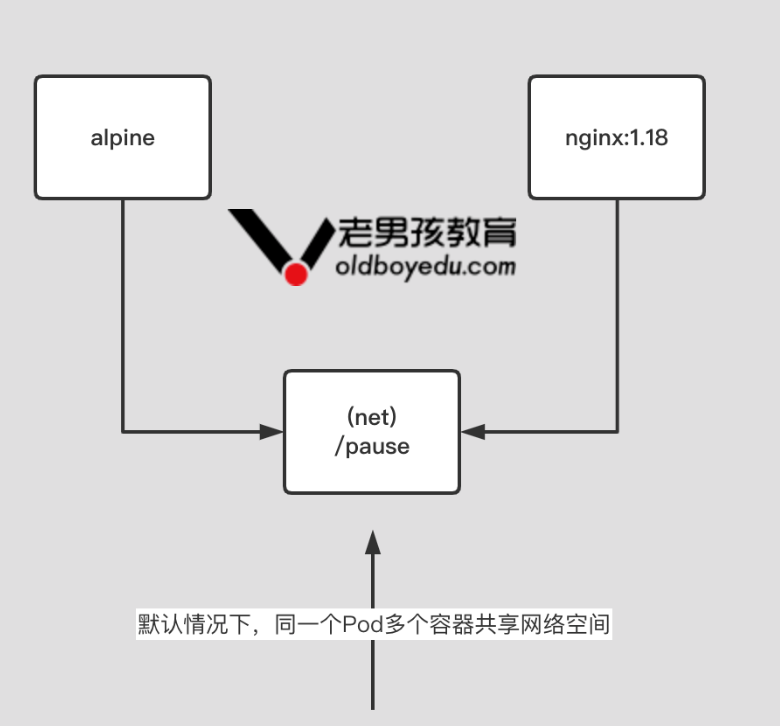 alpine
nginx:1.18
老男孩教育
oldboyedu.com
(net)
/pause
默认情况下，同一个Pod多个容器共享网络空间